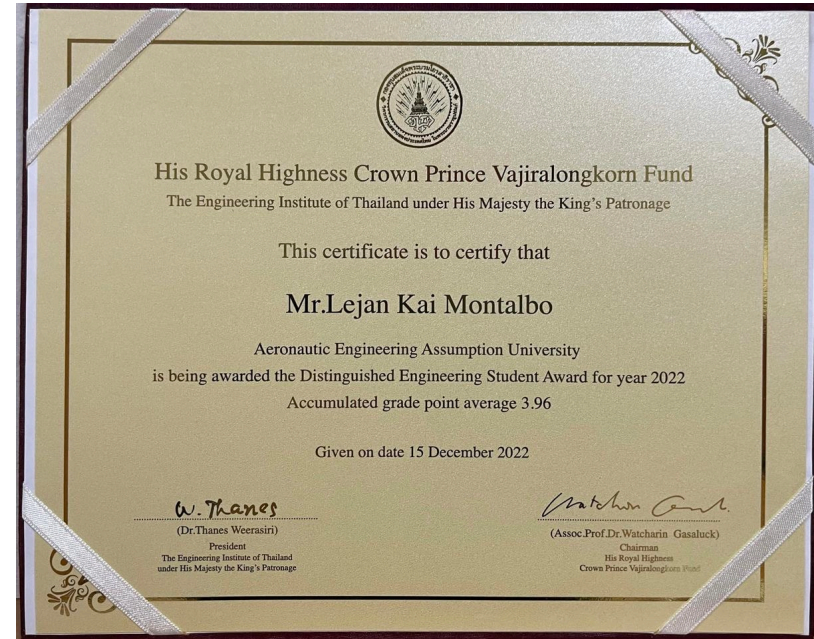 His Royal Highness Crown Prince Vajiralongkorn Fund
The Engineering Institute of Thailand under His Majesty the King's Patronage
This certificate is to certify that
Mr.Lejan Kai Montalbo
Aeronautic Engineering Assumption University
is being awarded the Distinguished Engineering Student Award for year 2022
Accumulated grade point average 3.96
Given on date 15 December 2022
W. Thanes
(Dr.Thanes Weerasiri)
President
The Engineering Institute of Thailand
under His Majesty the King's Patronage
(Assoc.Prof.Dr.Watcharin Gasaluck)
Chairman
His Royal Highness
Crown Prince Vajiralongkorn Fund